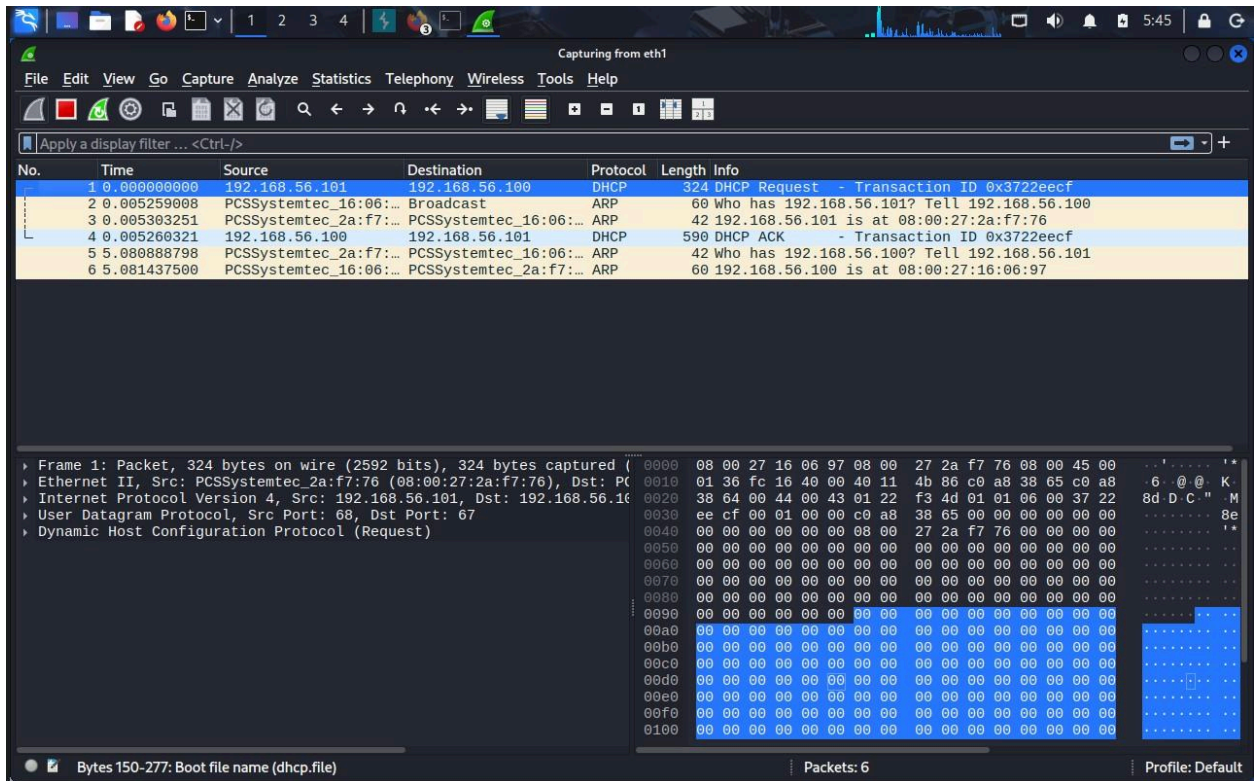 1 2 3 4 3 5:45
Capturing from eth1
File Edit View Go Capture Analyze Statistics Telephony Wireless Tools Help
Apply a display filter … <Ctrl-/>
No. Time Source Destination Protocol Length Info
1 0.000000000 192.168.56.101 192.168.56.100 DHCP 324 DHCP Request - Transaction ID 0x3722eecf
2 0.005259008 PCSSystemtec_16:06:… Broadcast ARP 60 Who has 192.168.56.101? Tell 192.168.56.100
3 0.005303251 PCSSystemtec_2a:f7:… PCSSystemtec_16:06:… ARP 42 192.168.56.101 is at 08:00:27:2a:f7:76
4 0.005260321 192.168.56.100 192.168.56.101 DHCP 590 DHCP ACK - Transaction ID 0x3722eecf
5 5.080888798 PCSSystemtec_2a:f7:… PCSSystemtec_16:06:… ARP 42 Who has 192.168.56.100? Tell 192.168.56.101
6 5.081437500 PCSSystemtec_16:06:… PCSSystemtec_2a:f7:… ARP 60 192.168.56.100 is at 08:00:27:16:06:97
Frame 1: Packet, 324 bytes on wire (2592 bits), 324 bytes captured (
Ethernet II, Src: PCSSystemtec_2a:f7:76 (08:00:27:2a:f7:76), Dst: PC
Internet Protocol Version 4, Src: 192.168.56.101, Dst: 192.168.56.10
User Datagram Protocol, Src Port: 68, Dst Port: 67
Dynamic Host Configuration Protocol (Request)
0000 08 00 27 16 06 97 08 00 27 2a f7 76 08 00 45 00 ··'····· '*
0010 01 36 fc 16 40 00 40 11 4b 86 c0 a8 38 65 c0 a8 ·6··@·@· K·
0020 38 64 00 44 00 43 01 22 f3 4d 01 01 06 00 37 22 8d·D·C·" ·M
0030 ee cf 00 01 00 00 c0 a8 38 65 00 00 00 00 00 00 ········ 8e
0040 00 00 00 00 00 00 08 00 27 2a f7 76 00 00 00 00 ········ '*
0050 00 00 00 00 00 00 00 00 00 00 00 00 00 00 00 00 ········ ··
0060 00 00 00 00 00 00 00 00 00 00 00 00 00 00 00 00 ········ ··
0070 00 00 00 00 00 00 00 00 00 00 00 00 00 00 00 00 ········ ··
0080 00 00 00 00 00 00 00 00 00 00 00 00 00 00 00 00 ········ ··
0090 00 00 00 00 00 00 00 00 00 00 00 00 00 00 00 00 ········ ··
00a0 00 00 00 00 00 00 00 00 00 00 00 00 00 00 00 00 ········ ··
00b0 00 00 00 00 00 00 00 00 00 00 00 00 00 00 00 00 ········ ··
00c0 00 00 00 00 00 00 00 00 00 00 00 00 00 00 00 00 ········ ··
00d0 00 00 00 00 00 00 00 00 00 00 00 00 00 00 00 00 ········ ··
00e0 00 00 00 00 00 00 00 00 00 00 00 00 00 00 00 00 ········ ··
00f0 00 00 00 00 00 00 00 00 00 00 00 00 00 00 00 00 ········ ··
0100 00 00 00 00 00 00 00 00 00 00 00 00 00 00 00 00 ········ ··
Bytes 150-277: Boot file name (dhcp.file) Packets: 6 Profile: Default